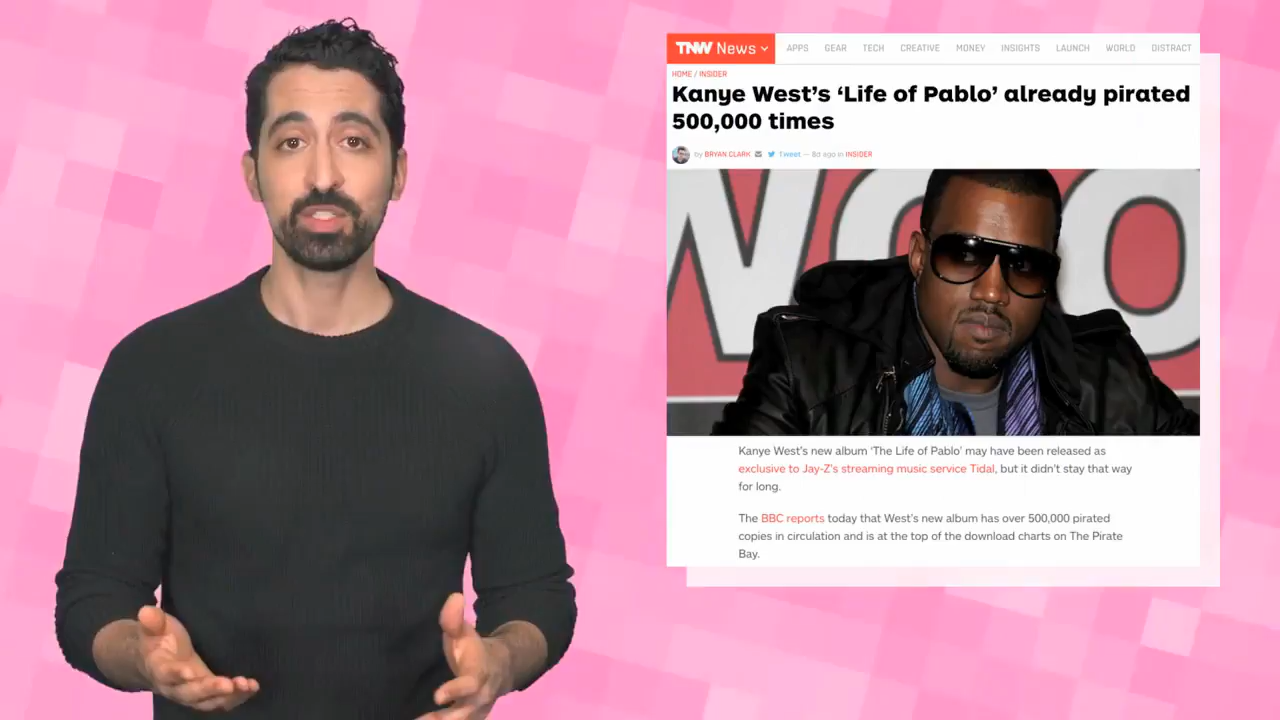 TNW News APPS GEAR TECH CREATIVE MONEY INSIGHTS LAUNCH WORLD DISTRACT
HOME / INSIDER
Kanye West’s ‘Life of Pablo’ already pirated
500,000 times
by BRYAN CLARK Tweet — 8d ago in INSIDER
Kanye West's new album ‘The Life of Pablo’ may have been released as
exclusive to Jay-Z's streaming music service Tidal, but it didn't stay that way
for long.
The BBC reports today that West's new album has over 500,000 pirated
copies in circulation and is at the top of the download charts on The Pirate
Bay.